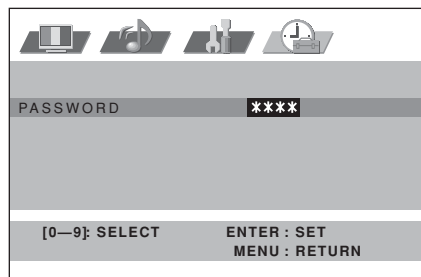 PASSWORD ****
[0—9]: SELECT ENTER : SET
MENU : RETURN